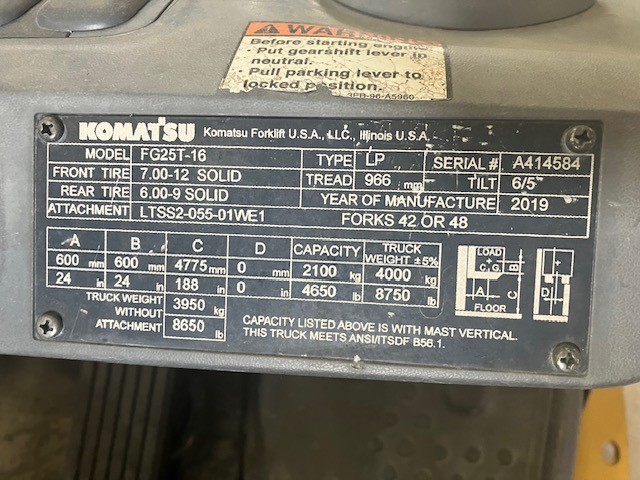 WARNING
Before starting engine.
• Put gearshift lever in
neutral.
• Pull parking lever to
locked position.
3EB-96-A5960
KOMATSU Komatsu Forklift U.S.A., LLC., Illinois U.S.A.
MODEL FG25T-16 TYPE LP SERIAL # A414584
FRONT TIRE 7.00-12 SOLID TREAD 966 mm TILT 6/5
REAR TIRE 6.00-9 SOLID YEAR OF MANUFACTURE 2019
ATTACHMENT LTSS2-055-01WE1 FORKS 42 OR 48
A B C D CAPACITY TRUCK WEIGHT ±5%
600 mm 600 mm 4775 mm 0 mm 2100 kg 4000 kg
24 in 24 in 188 in 0 in 4650 lb 8750 lb
TRUCK WEIGHT 3950 kg
WITHOUT
ATTACHMENT 8650 lb
CAPACITY LISTED ABOVE IS WITH MAST VERTICAL.
THIS TRUCK MEETS ANSI/ITSDF B56.1.
LOAD
C.G. B
A C D
FLOOR